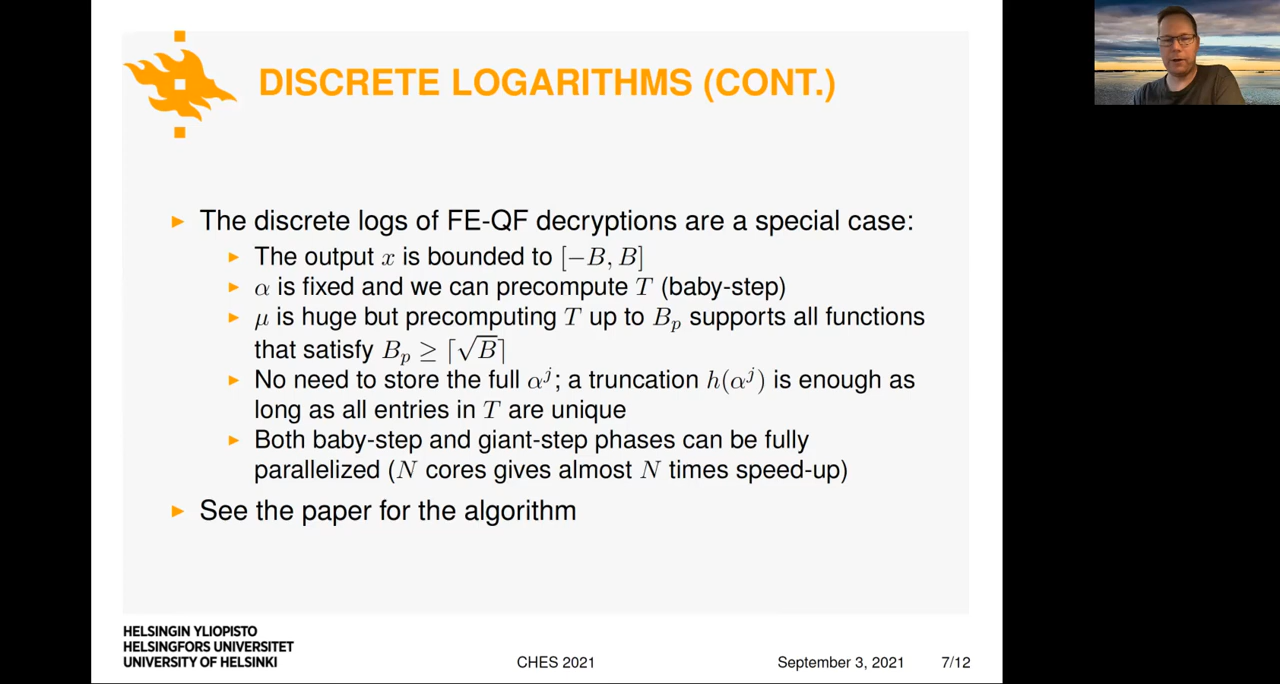 DISCRETE LOGARITHMS (CONT.)
► The discrete logs of FE-QF decryptions are a special case:
► The output x is bounded to [−B, B]
► α is fixed and we can precompute T (baby-step)
► μ is huge but precomputing T up to Bₚ supports all functions
that satisfy Bₚ ≥ ⌈√B⌉
► No need to store the full αʲ; a truncation h(αʲ) is enough as
long as all entries in T are unique
► Both baby-step and giant-step phases can be fully
parallelized (N cores gives almost N times speed-up)
► See the paper for the algorithm
HELSINGIN YLIOPISTO
HELSINGFORS UNIVERSITET
UNIVERSITY OF HELSINKI
CHES 2021
September 3, 2021
7/12